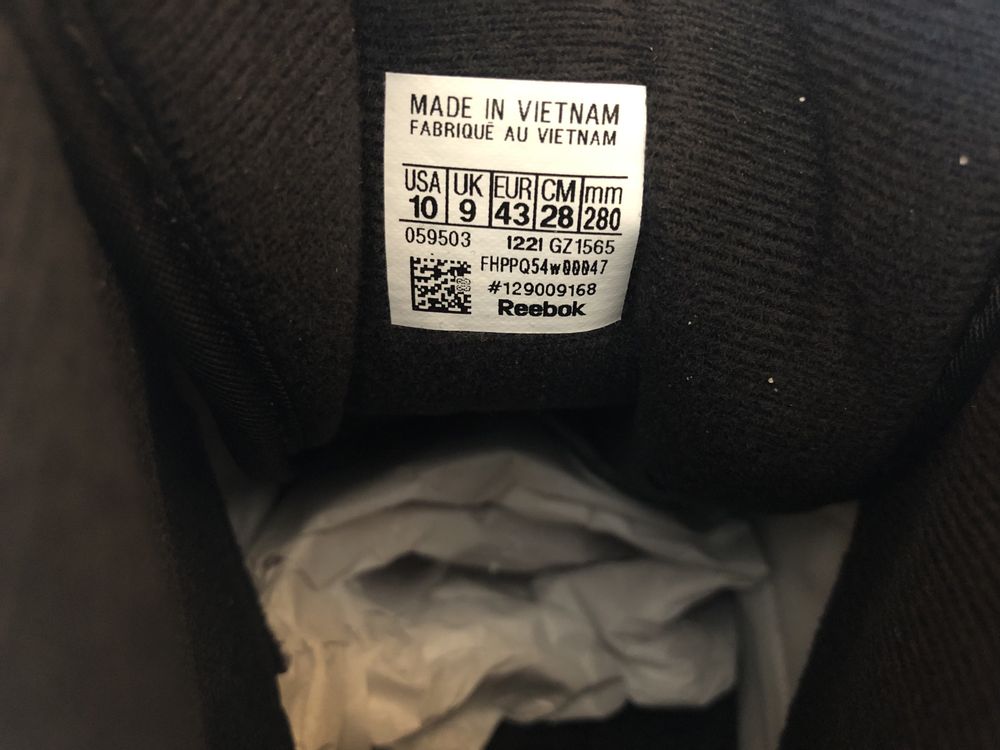 MADE IN VIETNAM
FABRIQUÉ AU VIETNAM
USA UK EUR CM mm
10 9 43 28 280
059503 1221 GZ1565
FHPPQ54w00047
#129009168
Reebok